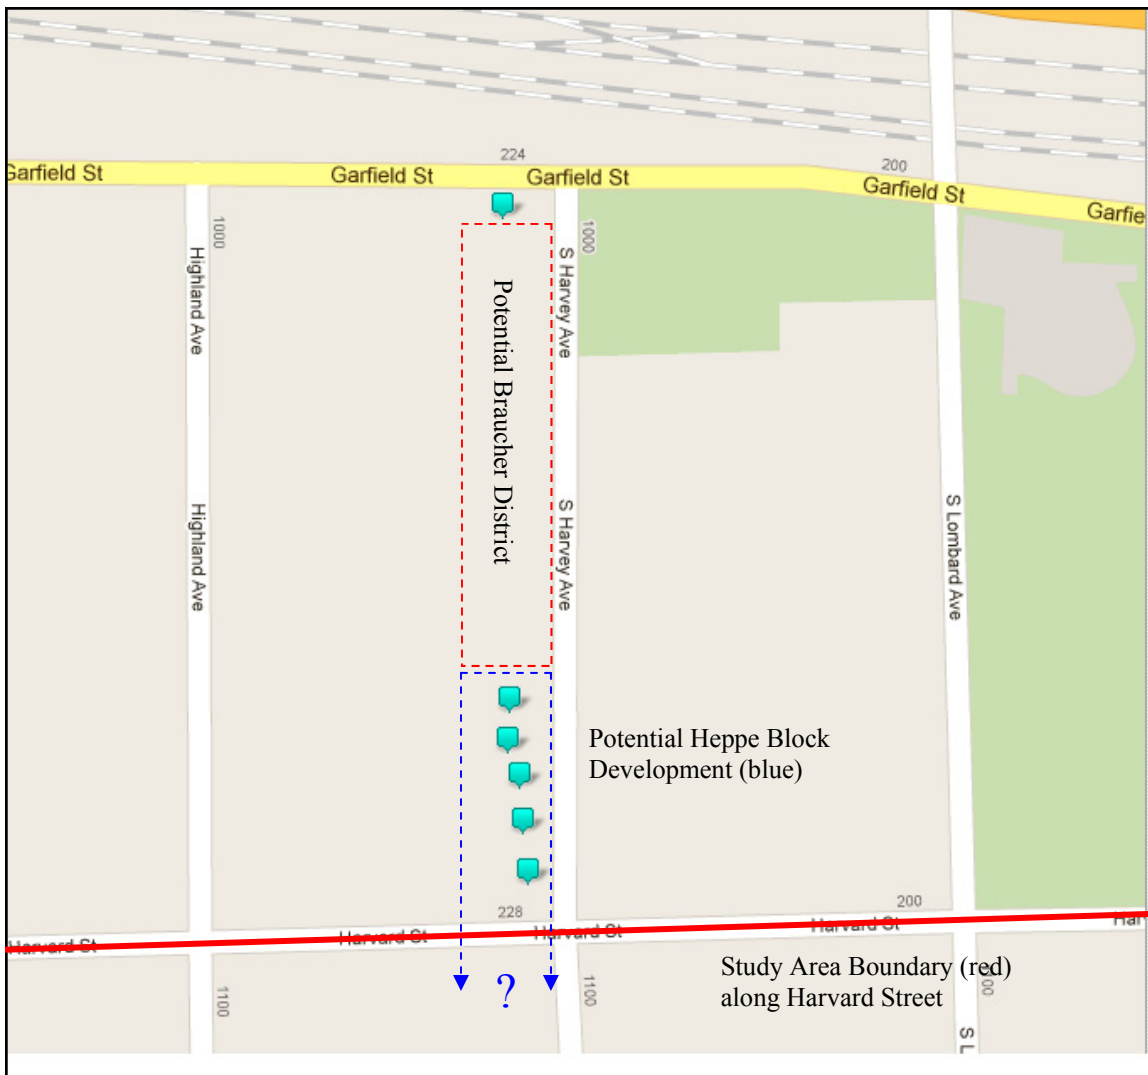 224
200
Garfield St
Garfield St
Garfield St
Garfield St
Garfie
1000
1000
Highland Ave
S Harvey Ave
Potential Braucher District
Highland Ave
S Harvey Ave
S Lombard Ave
Potential Heppe Block
Development (blue)
228
200
Harvard St
Harvard St
Harvard St
Harvard St
Har
?
Study Area Boundary (red)
along Harvard Street
1100
1100
1100
S L